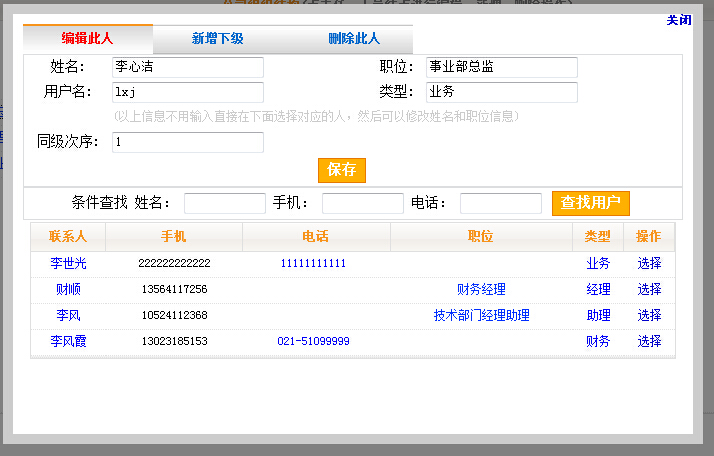 关闭
编辑此人 新增下级 删除此人
姓名： 李心洁 职位： 事业部总监
用户名： lxj 类型： 业务
(以上信息不用输入直接在下面选择对应的人，然后可以修改姓名和职位信息)
同级次序： 1
保存
条件查找 姓名： 手机： 电话： 查找用户
联系人 手机 电话 职位 类型 操作
李世光 222222222222 11111111111 业务 选择
财顺 13564117256 财务经理 经理 选择
李风 10524112368 技术部门经理助理 助理 选择
李风霞 13023185153 021-51099999 财务 选择